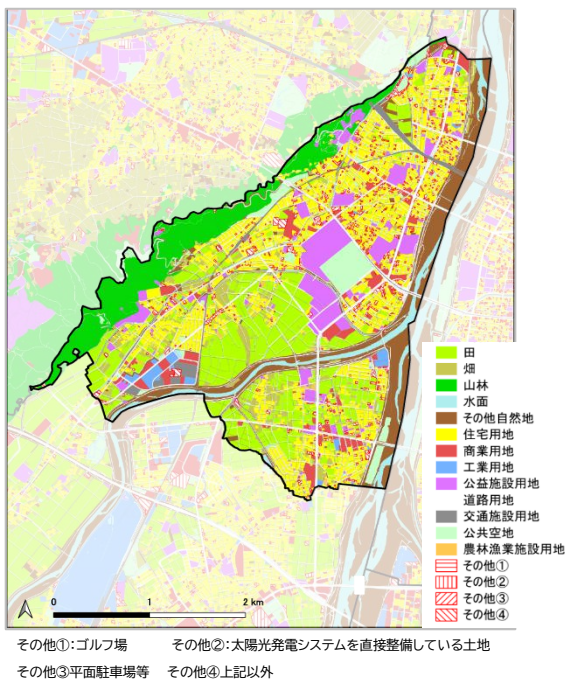 田
畑
山林
水面
その他自然地
住宅用地
商業用地
工業用地
公益施設用地
道路用地
交通施設用地
公共空地
農林漁業施設用地
その他①
その他②
その他③
その他④
0 1 2 km
その他①:ゴルフ場 その他②:太陽光発電システムを直接整備している土地
その他③平面駐車場等 その他④上記以外